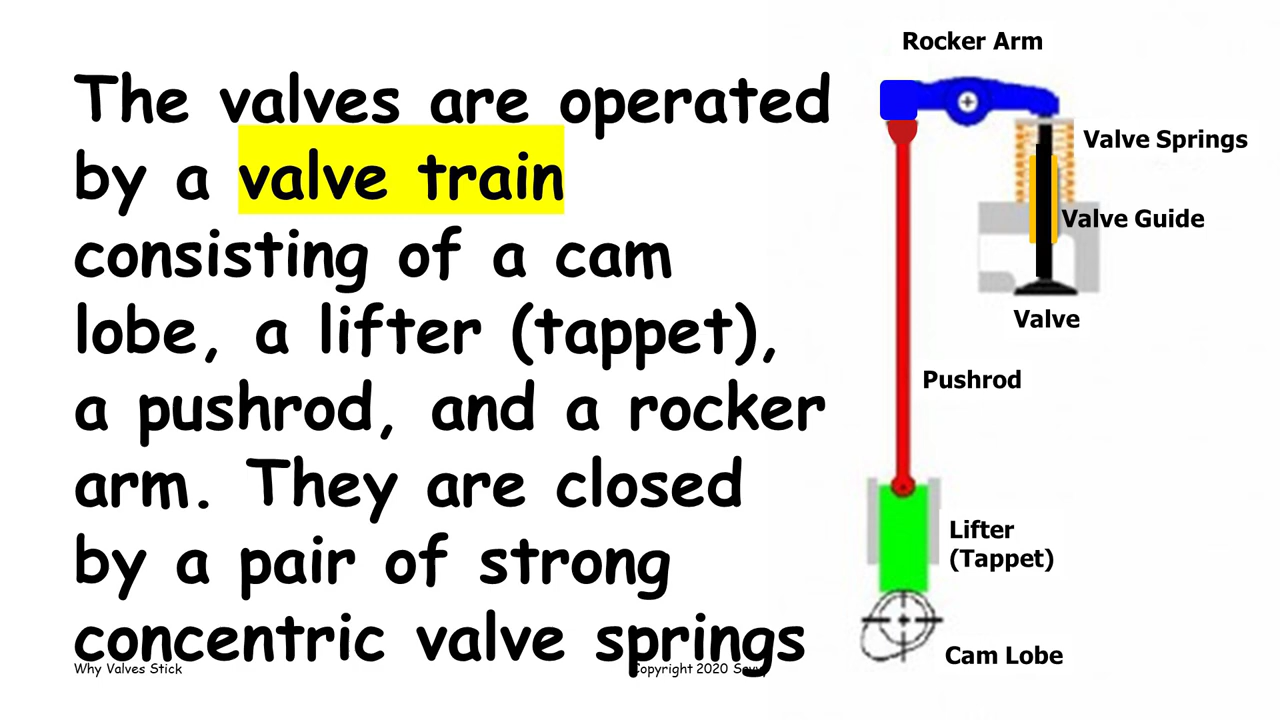 The valves are operated
by a valve train
consisting of a cam
lobe, a lifter (tappet),
a pushrod, and a rocker
arm. They are closed
by a pair of strong
concentric valve springs
Rocker Arm
Valve Springs
Valve Guide
Valve
Pushrod
Lifter
(Tappet)
Cam Lobe
Why Valves Stick
Copyright 2020